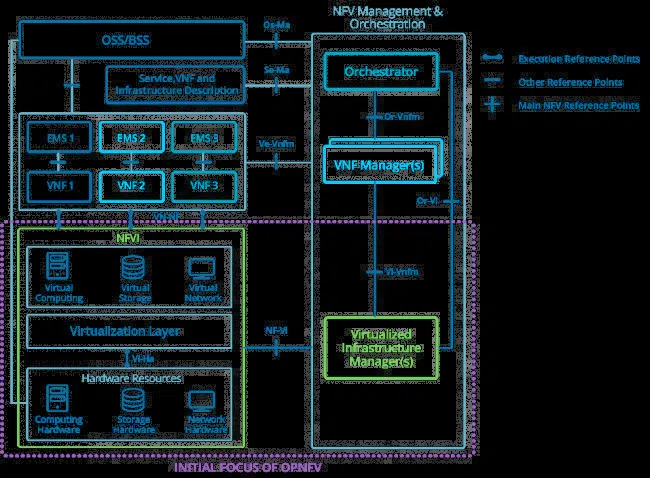 NFV Management &
Orchestration
Os-Ma
OSS/BSS
Execution Reference Points
Se-Ma
Orchestrator
Service,VNF and
Infrastructure Description
Other Reference Points
Main NFV Reference Points
Or-Vnfm
EMS 1
EMS 2
EMS 3
Ve-Vnfm
VNF Manager(s)
VNF 1
VNF 2
VNF 3
Or-Vi
Vn-Nf
NFVI
Virtual
Computing
Virtual
Storage
Virtual
Network
Vi-Vnfm
Virtualization Layer
NF-Vi
Virtualized
Infrastructure
Manager(s)
Vi-Ha
Hardware Resources
Computing
Hardware
Storage
Hardware
Network
Hardware
INITIAL FOCUS OF OPNFV